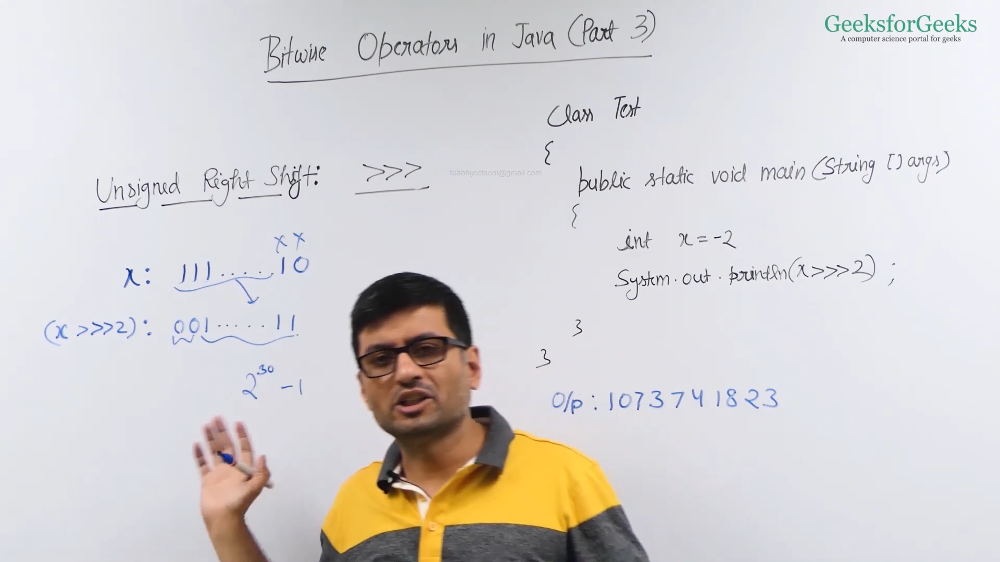 GeeksforGeeks
A computer science portal for geeks
Bitwise Operators in Java (Part 3)
Unsigned Right Shift: >>>
toabhijeetsoni@gmail.com
x: 111.....10
x x
(x >>>2): 001.....11
2^30 -1
Class Test
{
public static void main (String [] args)
{
int x = -2
System.out.println(x>>>2) ;
}
}
O/p : 1073741823